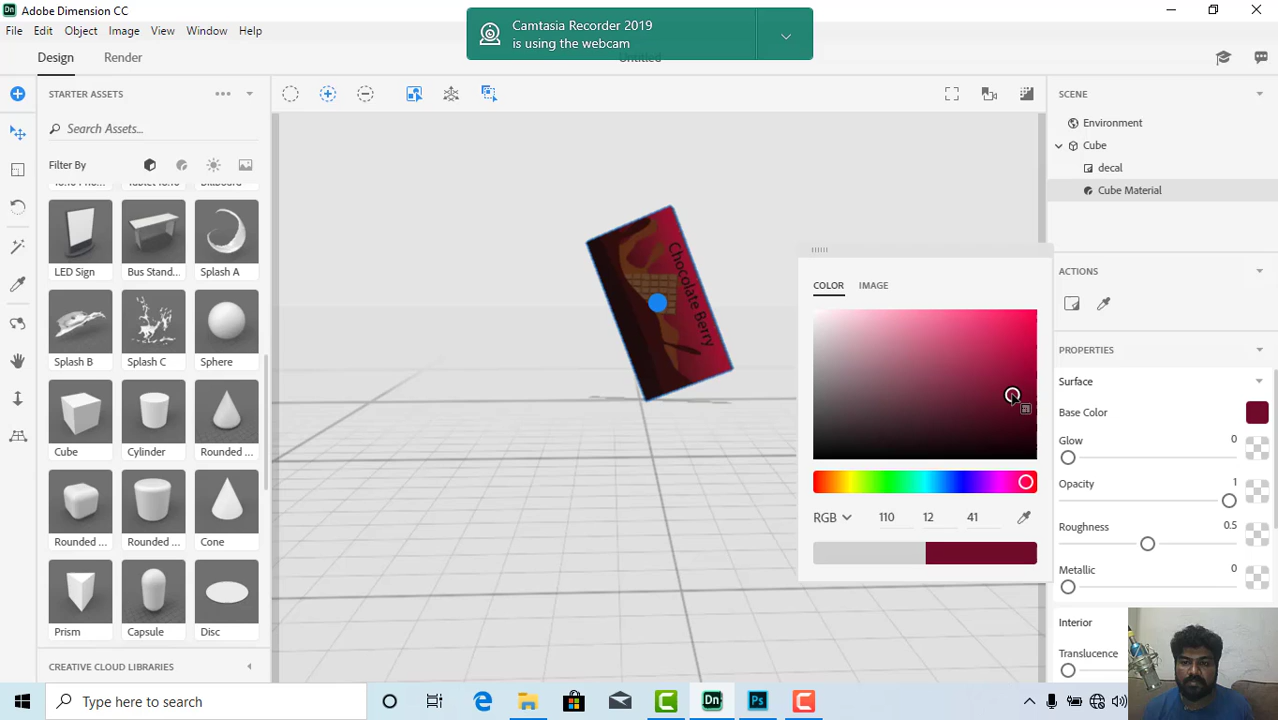 Adobe Dimension CC
Camtasia Recorder 2019
is using the webcam
File Edit Object Image View Window Help
Design Render
Untitled
STARTER ASSETS
Search Assets...
Filter By
LED Sign Bus Stand... Splash A
Splash B Splash C Sphere
Cube Cylinder Rounded ...
Rounded ... Rounded ... Cone
Prism Capsule Disc
CREATIVE CLOUD LIBRARIES
Chocolate Berry
COLOR IMAGE
RGB 110 12 41
SCENE
Environment
Cube
decal
Cube Material
ACTIONS
PROPERTIES
Surface
Base Color
Glow 0
Opacity 1
Roughness 0.5
Metallic 0
Interior
Translucence
Type here to search
Dn
Ps